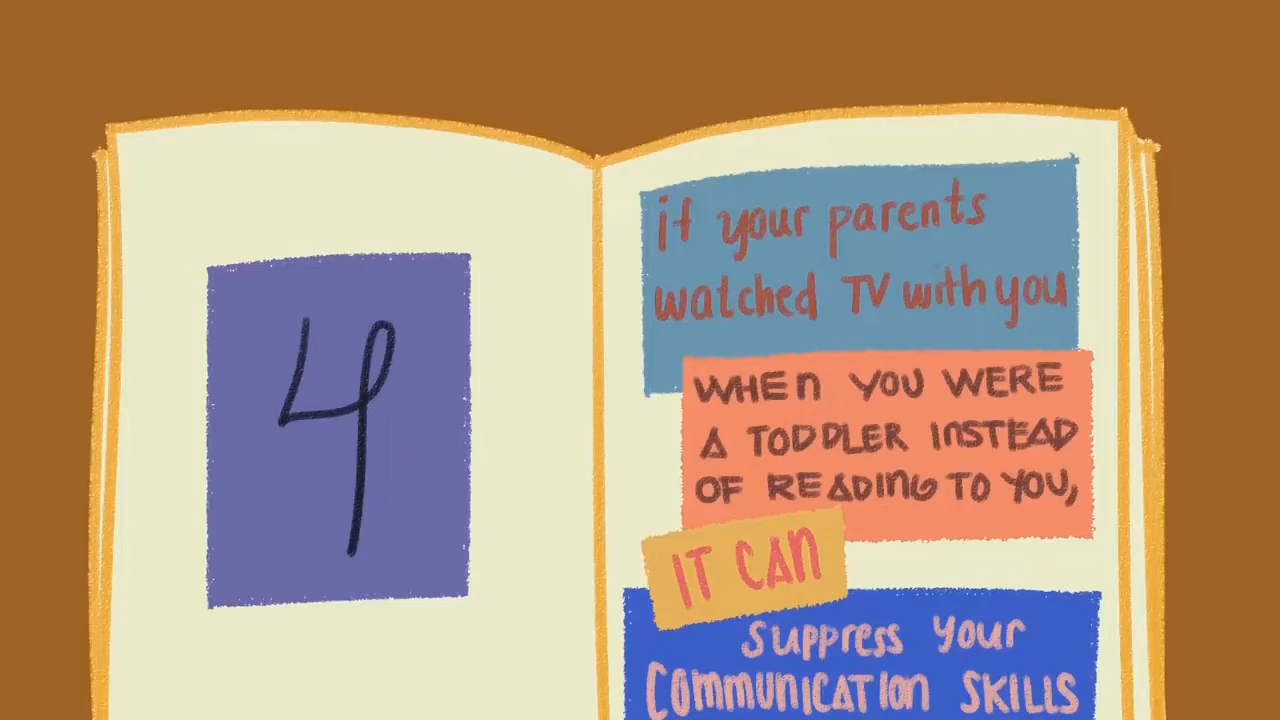 4
if your parents
watched TV with you
WHEN YOU WERE
A TODDLER INSTEAD
OF READING TO YOU,
IT CAN
Suppress your
COMMUNICATION SKILLS